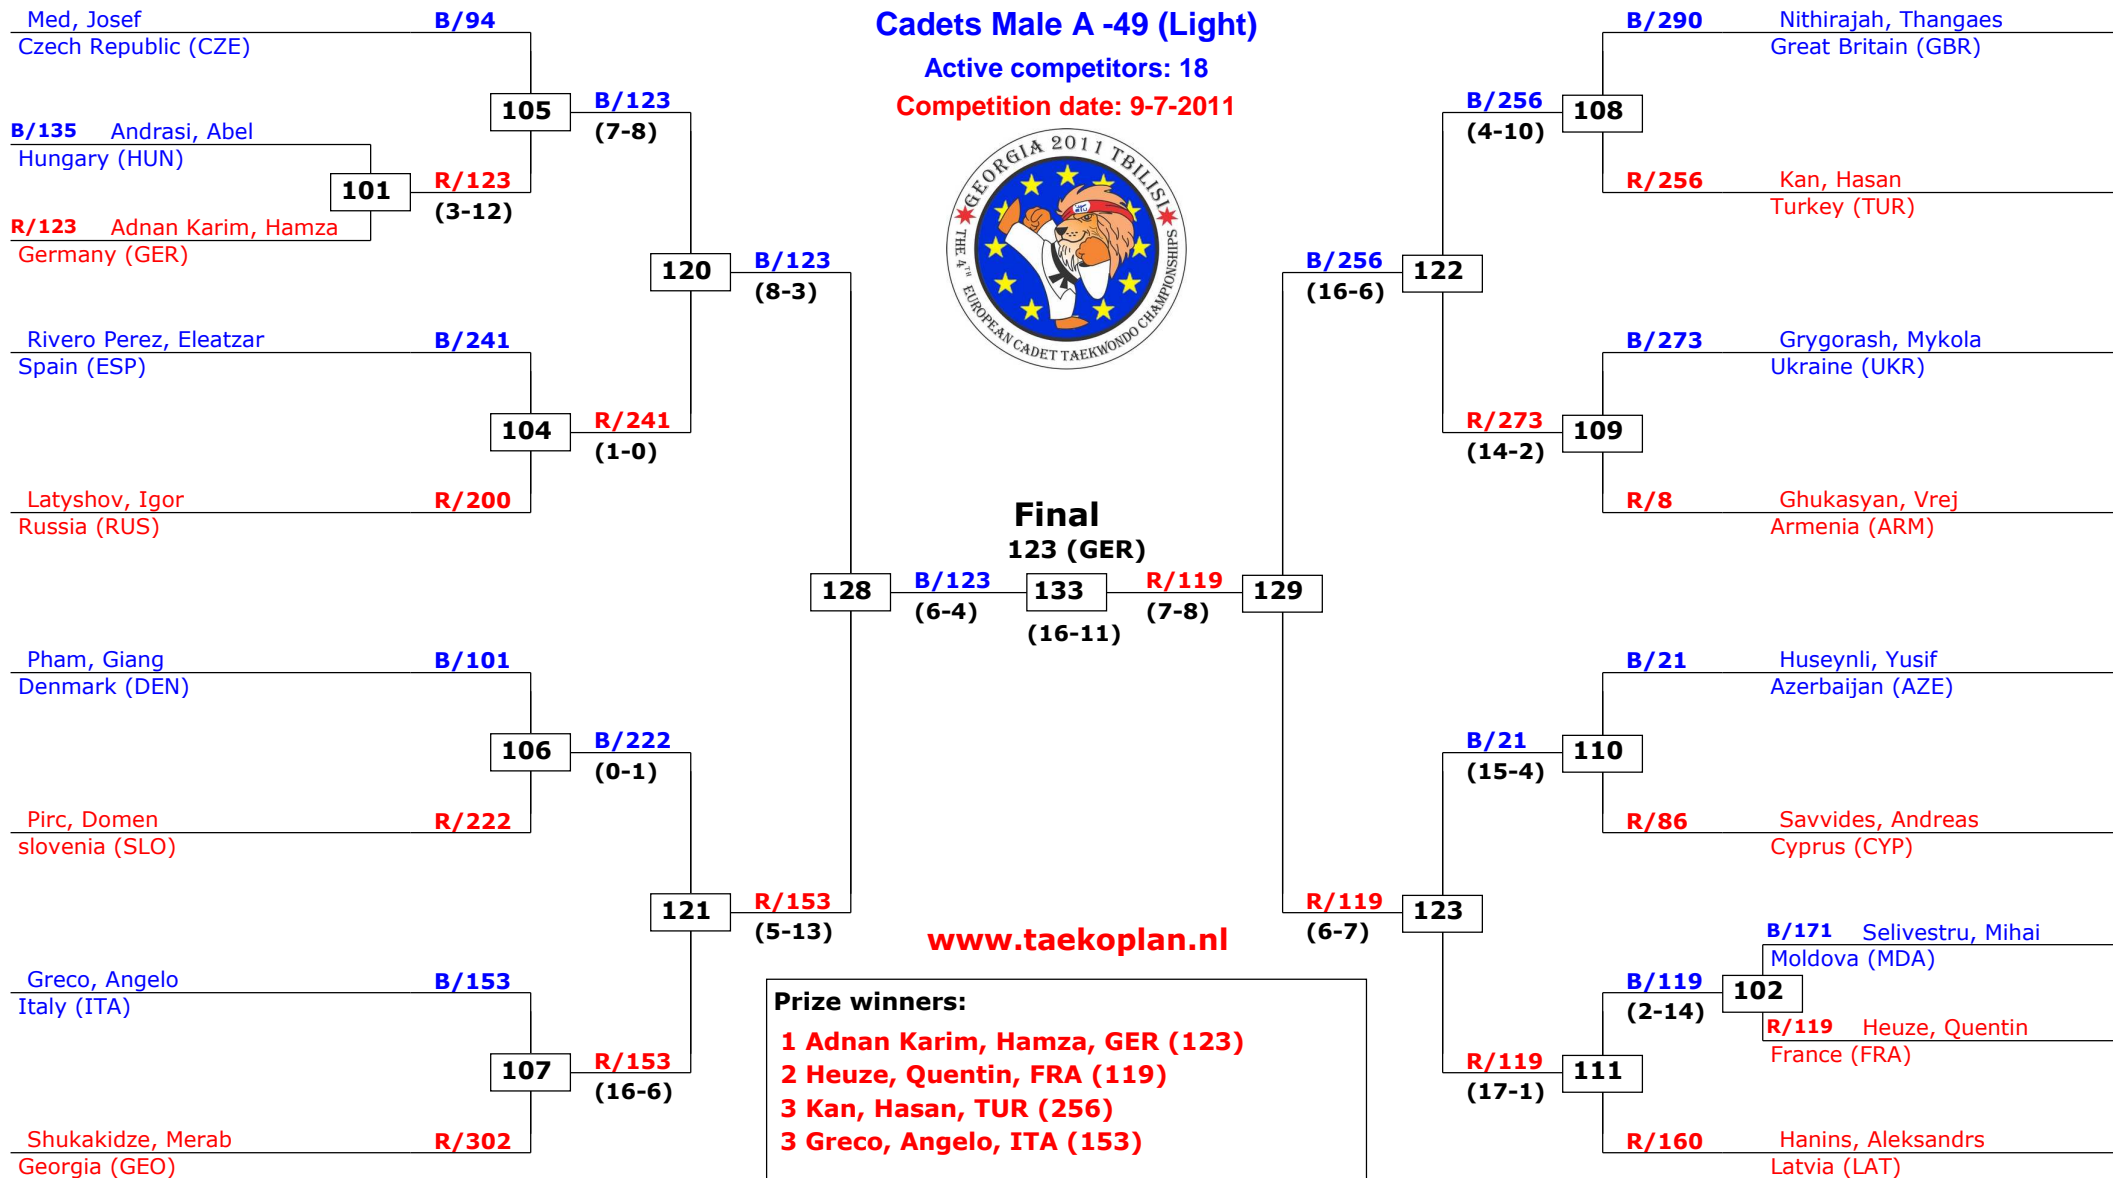 Cadets Male A -49 (Light)
Active competitors: 18
Competition date: 9-7-2011
GEORGIA 2011 TBILISI
THE 4TH EUROPEAN CADET TAEKWONDO CHAMPIONSHIPS
Med, Josef B/94
Czech Republic (CZE)
B/135 Andrasi, Abel
Hungary (HUN)
R/123 Adnan Karim, Hamza
Germany (GER)
101
R/123
(3-12)
105
B/123
(7-8)
Rivero Perez, Eleatzar B/241
Spain (ESP)
Latyshov, Igor R/200
Russia (RUS)
104
R/241
(1-0)
120
B/123
(8-3)
Pham, Giang B/101
Denmark (DEN)
Pirc, Domen R/222
slovenia (SLO)
106
B/222
(0-1)
Greco, Angelo B/153
Italy (ITA)
Shukakidze, Merab R/302
Georgia (GEO)
107
R/153
(16-6)
121
R/153
(5-13)
128
B/123
(6-4)
Final
123 (GER)
133
(16-11)
R/119
(7-8)
129
B/256
(16-6)
122
B/256
(4-10)
108
B/290 Nithirajah, Thangaes
Great Britain (GBR)
R/256 Kan, Hasan
Turkey (TUR)
R/273
(14-2)
109
B/273 Grygorash, Mykola
Ukraine (UKR)
R/8 Ghukasyan, Vrej
Armenia (ARM)
R/119
(6-7)
123
B/21
(15-4)
110
B/21 Huseynli, Yusif
Azerbaijan (AZE)
R/86 Savvides, Andreas
Cyprus (CYP)
R/119
(17-1)
111
B/119
(2-14)
102
B/171 Selivestru, Mihai
Moldova (MDA)
R/119 Heuze, Quentin
France (FRA)
R/160 Hanins, Aleksandrs
Latvia (LAT)
www.taekoplan.nl
Prize winners:
1 Adnan Karim, Hamza, GER (123)
2 Heuze, Quentin, FRA (119)
3 Kan, Hasan, TUR (256)
3 Greco, Angelo, ITA (153)